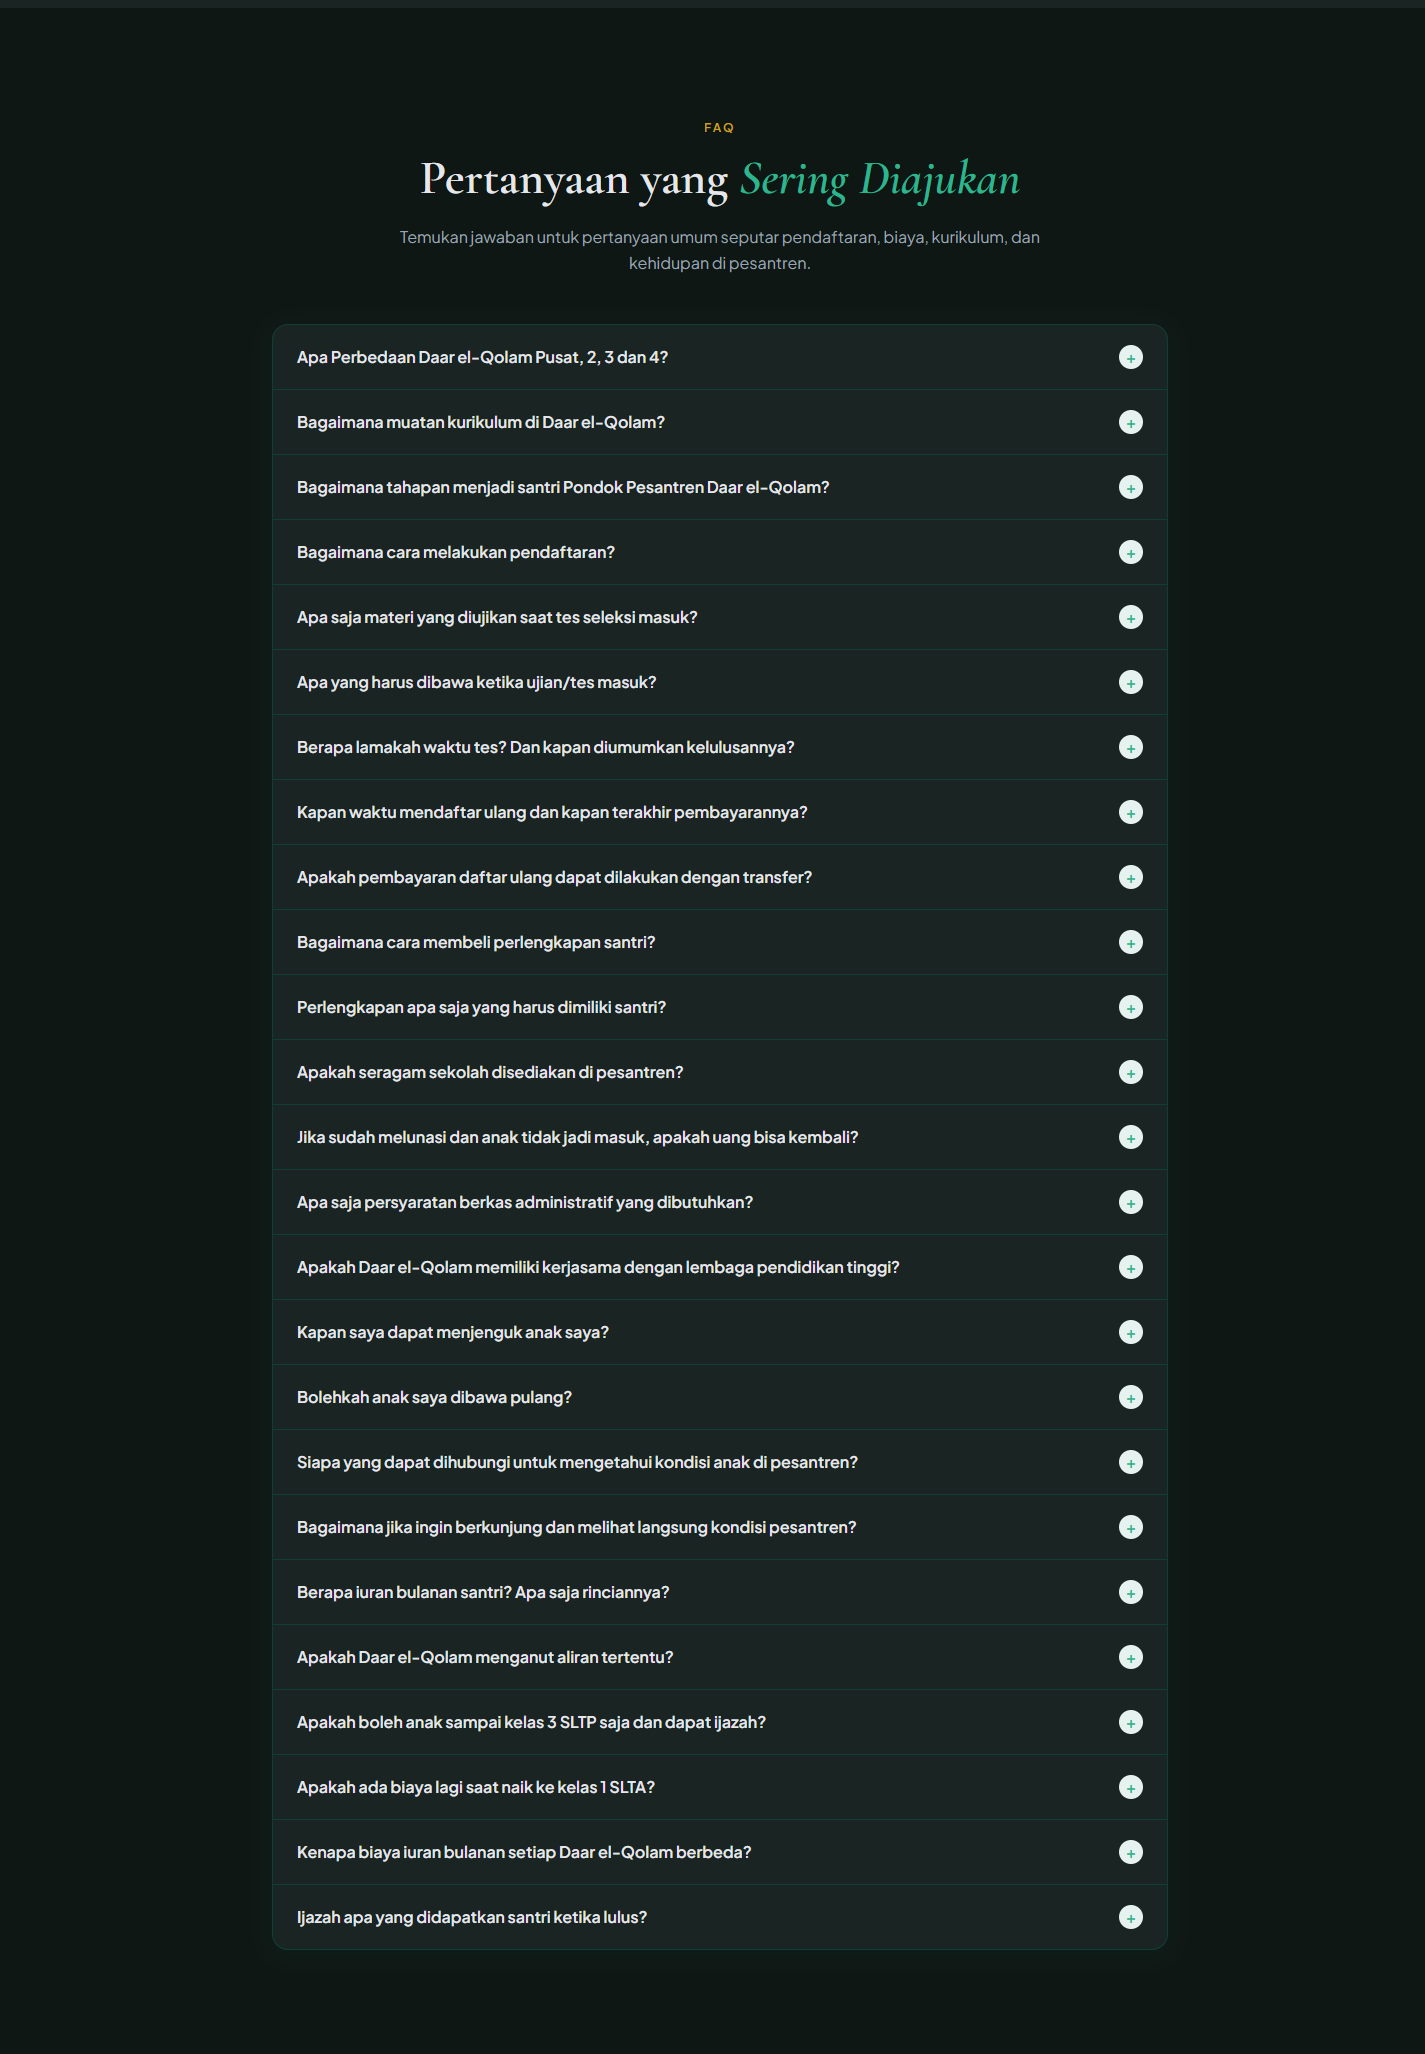 FAQ
Pertanyaan yang Sering Diajukan
Temukan jawaban untuk pertanyaan umum seputar pendaftaran, biaya, kurikulum, dan
kehidupan di pesantren.
Apa Perbedaan Daar el-Qolam Pusat, 2, 3 dan 4?
+
Bagaimana muatan kurikulum di Daar el-Qolam?
+
Bagaimana tahapan menjadi santri Pondok Pesantren Daar el-Qolam?
+
Bagaimana cara melakukan pendaftaran?
+
Apa saja materi yang diujikan saat tes seleksi masuk?
+
Apa yang harus dibawa ketika ujian/tes masuk?
+
Berapa lamakah waktu tes? Dan kapan diumumkan kelulusannya?
+
Kapan waktu mendaftar ulang dan kapan terakhir pembayarannya?
+
Apakah pembayaran daftar ulang dapat dilakukan dengan transfer?
+
Bagaimana cara membeli perlengkapan santri?
+
Perlengkapan apa saja yang harus dimiliki santri?
+
Apakah seragam sekolah disediakan di pesantren?
+
Jika sudah melunasi dan anak tidak jadi masuk, apakah uang bisa kembali?
+
Apa saja persyaratan berkas administratif yang dibutuhkan?
+
Apakah Daar el-Qolam memiliki kerjasama dengan lembaga pendidikan tinggi?
+
Kapan saya dapat menjenguk anak saya?
+
Bolehkah anak saya dibawa pulang?
+
Siapa yang dapat dihubungi untuk mengetahui kondisi anak di pesantren?
+
Bagaimana jika ingin berkunjung dan melihat langsung kondisi pesantren?
+
Berapa iuran bulanan santri? Apa saja rinciannya?
+
Apakah Daar el-Qolam menganut aliran tertentu?
+
Apakah boleh anak sampai kelas 3 SLTP saja dan dapat ijazah?
+
Apakah ada biaya lagi saat naik ke kelas 1 SLTA?
+
Kenapa biaya iuran bulanan setiap Daar el-Qolam berbeda?
+
Ijazah apa yang didapatkan santri ketika lulus?
+